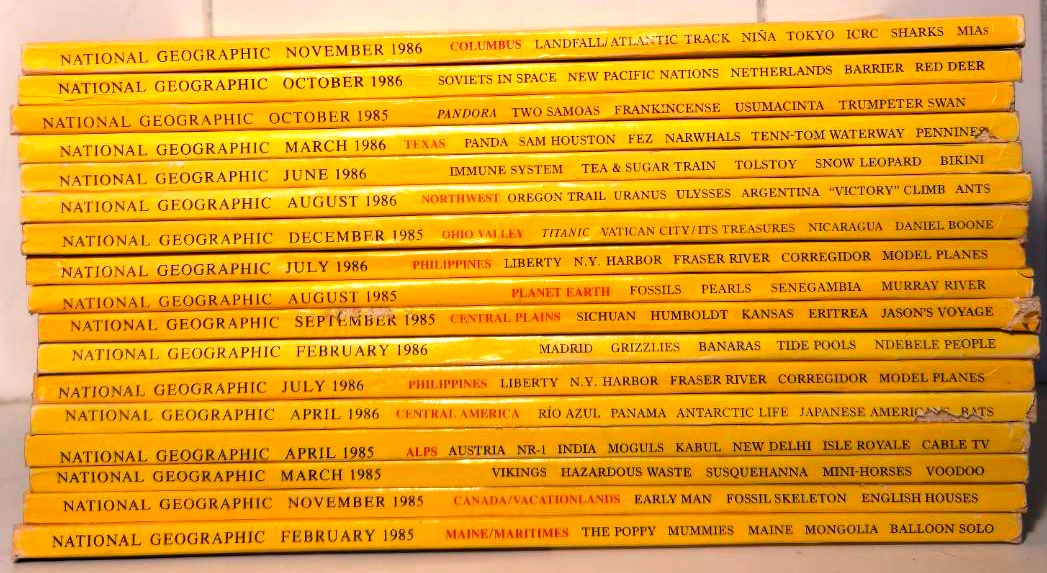 NATIONAL GEOGRAPHIC NOVEMBER 1986 COLUMBUS LANDFALL/ATLANTIC TRACK NIÑA TOKYO ICRC SHARKS MIAs
NATIONAL GEOGRAPHIC OCTOBER 1986 SOVIETS IN SPACE NEW PACIFIC NATIONS NETHERLANDS BARRIER RED DEER
NATIONAL GEOGRAPHIC OCTOBER 1985 PANDORA TWO SAMOAS FRANKINCENSE USUMACINTA TRUMPETER SWAN
NATIONAL GEOGRAPHIC MARCH 1986 TEXAS PANDA SAM HOUSTON FEZ NARWHALS TENN-TOM WATERWAY PENNINES
NATIONAL GEOGRAPHIC JUNE 1986 IMMUNE SYSTEM TEA & SUGAR TRAIN TOLSTOY SNOW LEOPARD BIKINI
NATIONAL GEOGRAPHIC AUGUST 1986 NORTHWEST OREGON TRAIL URANUS ULYSSES ARGENTINA "VICTORY" CLIMB ANTS
NATIONAL GEOGRAPHIC DECEMBER 1985 OHIO VALLEY TITANIC VATICAN CITY/ITS TREASURES NICARAGUA DANIEL BOONE
NATIONAL GEOGRAPHIC JULY 1986 PHILIPPINES LIBERTY N.Y. HARBOR FRASER RIVER CORREGIDOR MODEL PLANES
NATIONAL GEOGRAPHIC AUGUST 1985 PLANET EARTH FOSSILS PEARLS SENEGAMBIA MURRAY RIVER
NATIONAL GEOGRAPHIC SEPTEMBER 1985 CENTRAL PLAINS SICHUAN HUMBOLDT KANSAS ERITREA JASON'S VOYAGE
NATIONAL GEOGRAPHIC FEBRUARY 1986 MADRID GRIZZLIES BANARAS TIDE POOLS NDEBELE PEOPLE
NATIONAL GEOGRAPHIC JULY 1986 PHILIPPINES LIBERTY N.Y. HARBOR FRASER RIVER CORREGIDOR MODEL PLANES
NATIONAL GEOGRAPHIC APRIL 1986 CENTRAL AMERICA RÍO AZUL PANAMA ANTARCTIC LIFE JAPANESE BATS
NATIONAL GEOGRAPHIC APRIL 1985 ALPS AUSTRIA NR-1 INDIA MOGULS KABUL NEW DELHI ISLE ROYALE CABLE TV
NATIONAL GEOGRAPHIC MARCH 1985 VIKINGS HAZARDOUS WASTE SUSQUEHANNA MINI-HORSES VOODOO
NATIONAL GEOGRAPHIC NOVEMBER 1985 CANADA/VACATIONLANDS EARLY MAN FOSSIL SKELETON ENGLISH HOUSES
NATIONAL GEOGRAPHIC FEBRUARY 1985 MAINE/MARITIMES THE POPPY MUMMIES MAINE MONGOLIA BALLOON SOLO